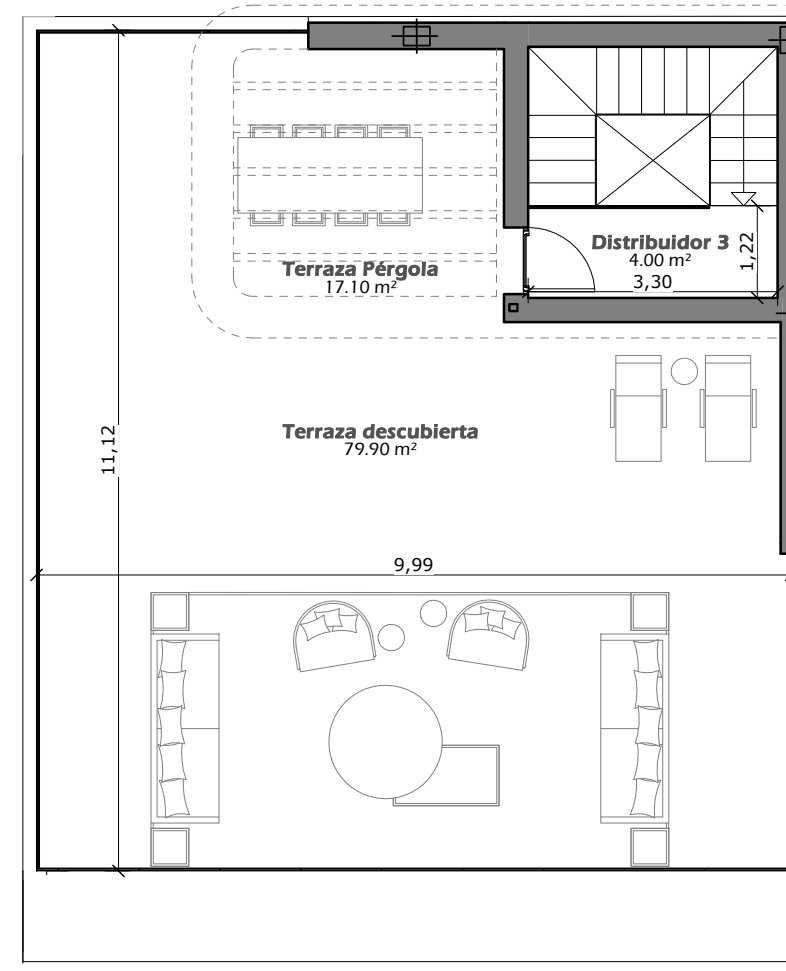 Distribuidor 3
4.00 m²
3,30
1,22
Terraza Pérgola
17.10 m²
Terraza descubierta
79.90 m²
11,12
9,99